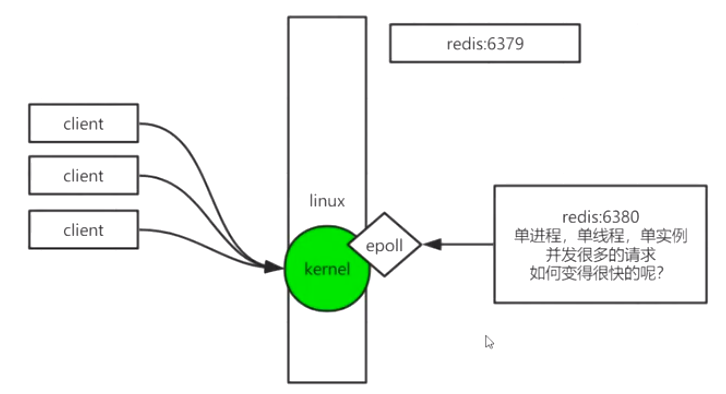 redis:6379
client
client
client
linux
kernel
epoll
redis:6380
单进程，单线程，单实例
并发很多的请求
如何变得很快的呢？